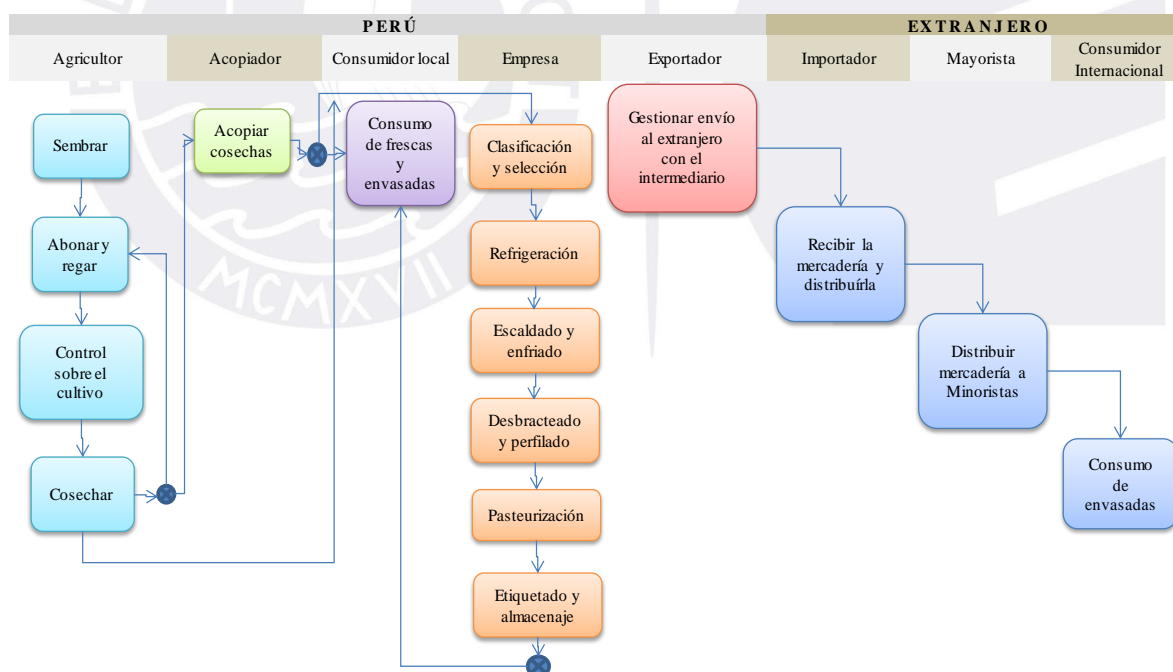 PERÚ
EXTRANJERO
Agricultor
Acopiador
Consumidor local
Empresa
Exportador
Importador
Mayorista
Consumidor
Internacional
Sembrar
Abonar y
regar
Control
sobre el
cultivo
Cosechar
Acopiar
cosechas
Consumo
de frescas
y
envasadas
Clasificación
y selección
Refrigeración
Escaldado y
enfriado
Desbracteado
y perfilado
Pasteurización
Etiquetado y
almacenaje
Gestionar envío
al extranjero
con el
intermediario
Recibir la
mercadería y
distribuírla
Distribuir
mercadería a
Minoristas
Consumo
de
envasadas
MCMXVII